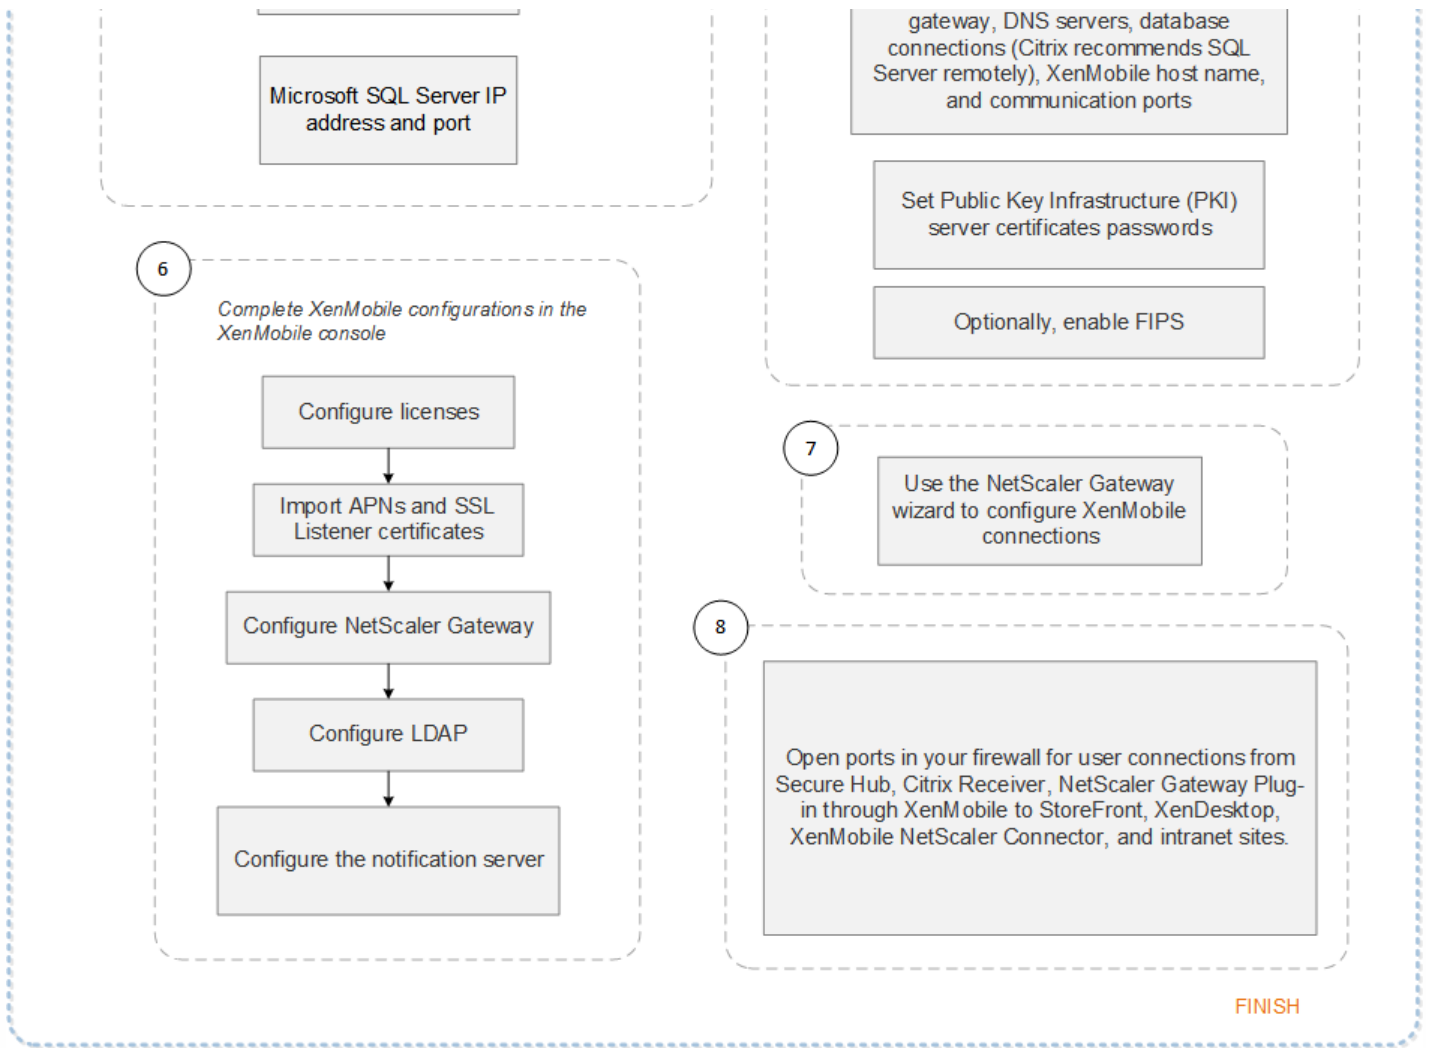 Microsoft SQL Server IP
address and port
gateway, DNS servers, database
connections (Citrix recommends SQL
Server remotely), XenMobile host name,
and communication ports
Set Public Key Infrastructure (PKI)
server certificates passwords
Optionally, enable FIPS
6
Complete XenMobile configurations in the
XenMobile console
Configure licenses
Import APNs and SSL
Listener certificates
Configure NetScaler Gateway
Configure LDAP
Configure the notification server
7
Use the NetScaler Gateway
wizard to configure XenMobile
connections
8
Open ports in your firewall for user connections from
Secure Hub, Citrix Receiver, NetScaler Gateway Plug-
in through XenMobile to StoreFront, XenDesktop,
XenMobile NetScaler Connector, and intranet sites.
FINISH